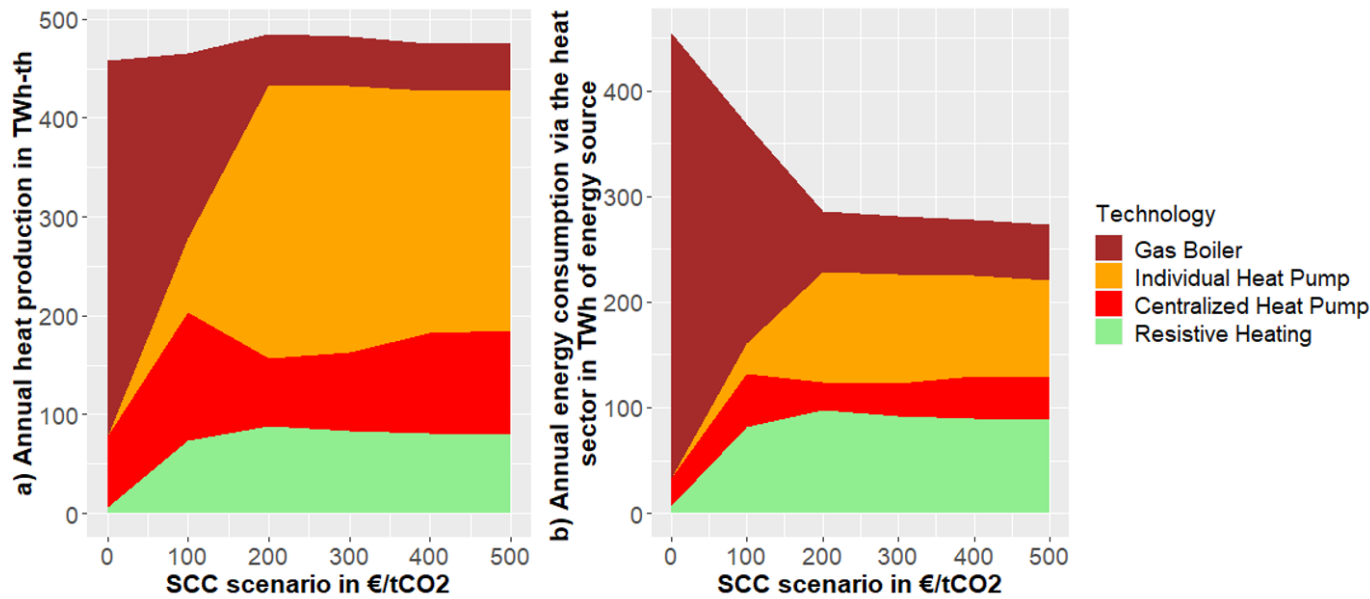 a) Annual heat production in TWh-th
500
400
300
200
100
0
0 100 200 300 400 500
SCC scenario in €/tCO2
b) Annual energy consumption via the heat
sector in TWh of energy source
400
300
200
100
0
0 100 200 300 400 500
SCC scenario in €/tCO2
Technology
Gas Boiler
Individual Heat Pump
Centralized Heat Pump
Resistive Heating